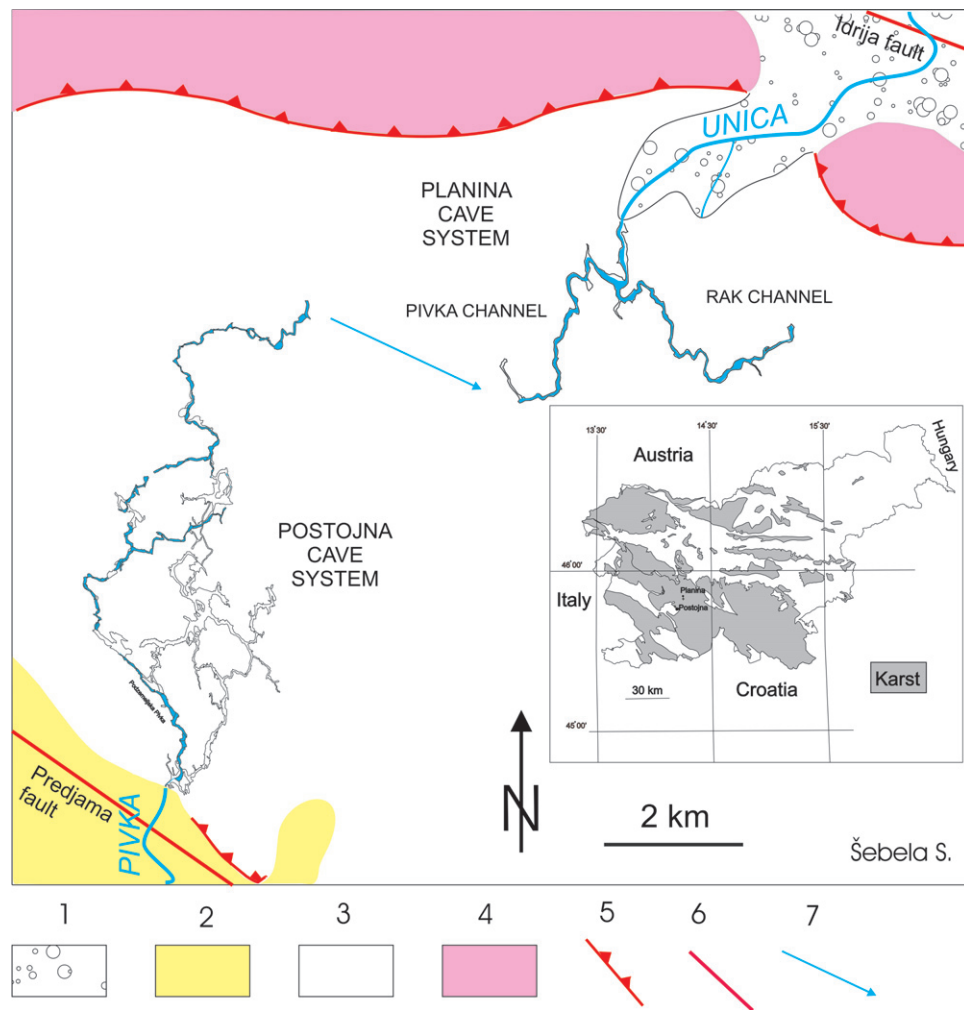 Idrija fault
UNICA
PLANINA
CAVE
SYSTEM
PIVKA CHANNEL
RAK CHANNEL
POSTOJNA
CAVE
SYSTEM
Podzemeljska Pivka
13°30'
14°30'
15°30'
Austria
Hungary
46°00'
Italy
Planina
Postojna
30 km
Croatia
Karst
45°00'
Predjama
fault
PIVKA
N
2 km
Šebela S.
1 2 3 4 5 6 7